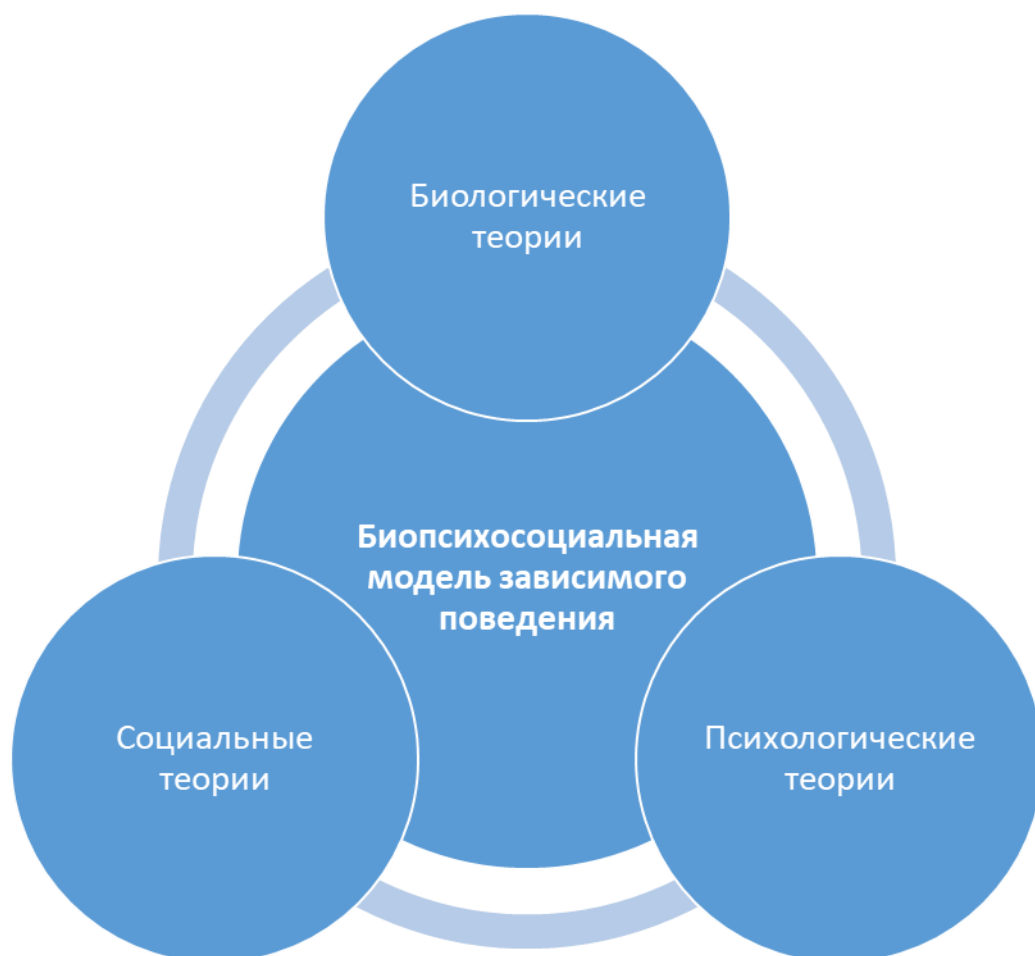 Биологические
теории
Биопсихосоциальная
модель зависимого
поведения
Социальные
теории
Психологические
теории